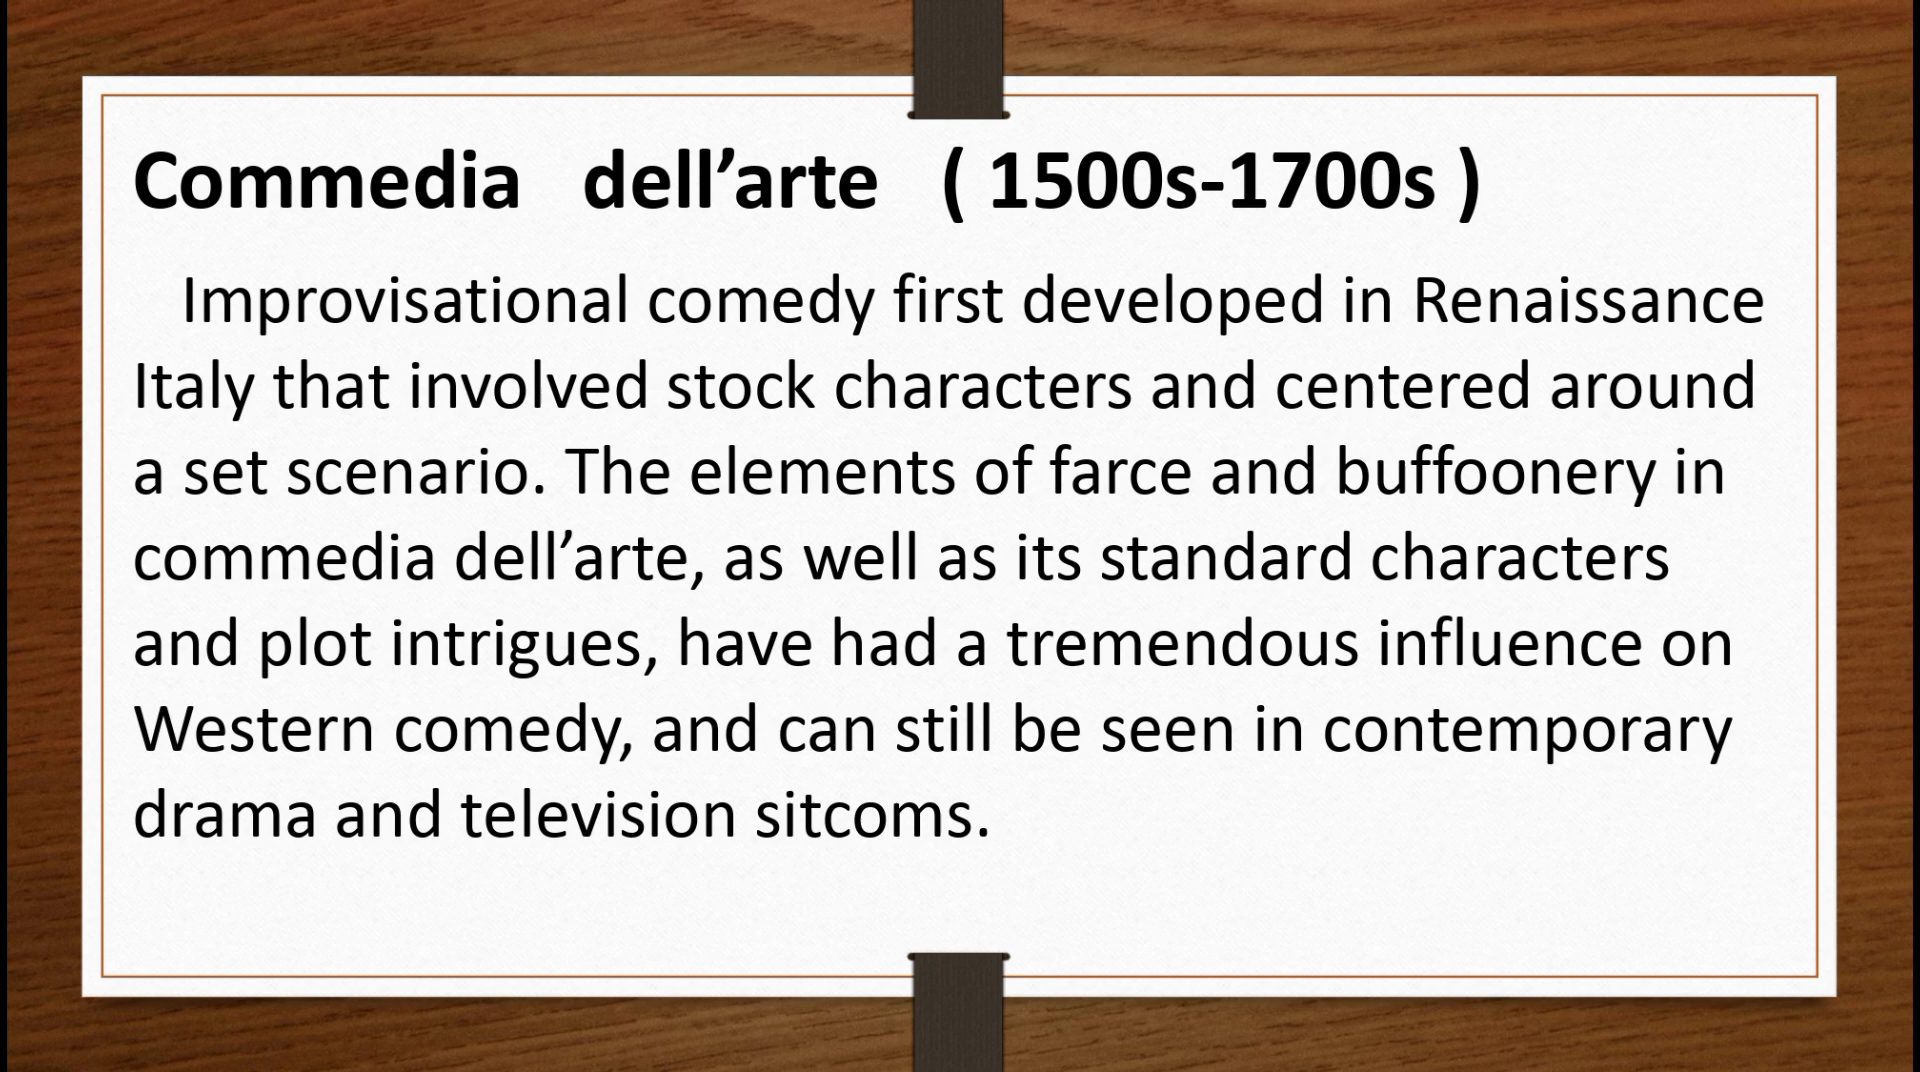 Commedia dell’arte ( 1500s-1700s )
Improvisational comedy first developed in Renaissance
Italy that involved stock characters and centered around
a set scenario. The elements of farce and buffoonery in
commedia dell’arte, as well as its standard characters
and plot intrigues, have had a tremendous influence on
Western comedy, and can still be seen in contemporary
drama and television sitcoms.